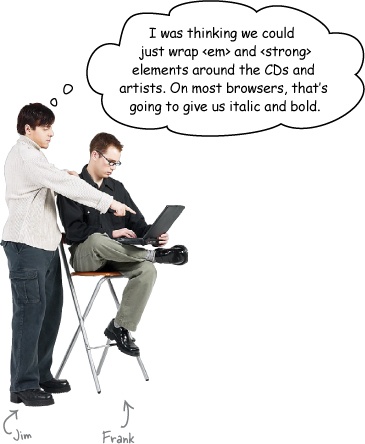 I was thinking we could
just wrap <em> and <strong>
elements around the CDs and
artists. On most browsers, that's
going to give us italic and bold.
Jim
Frank